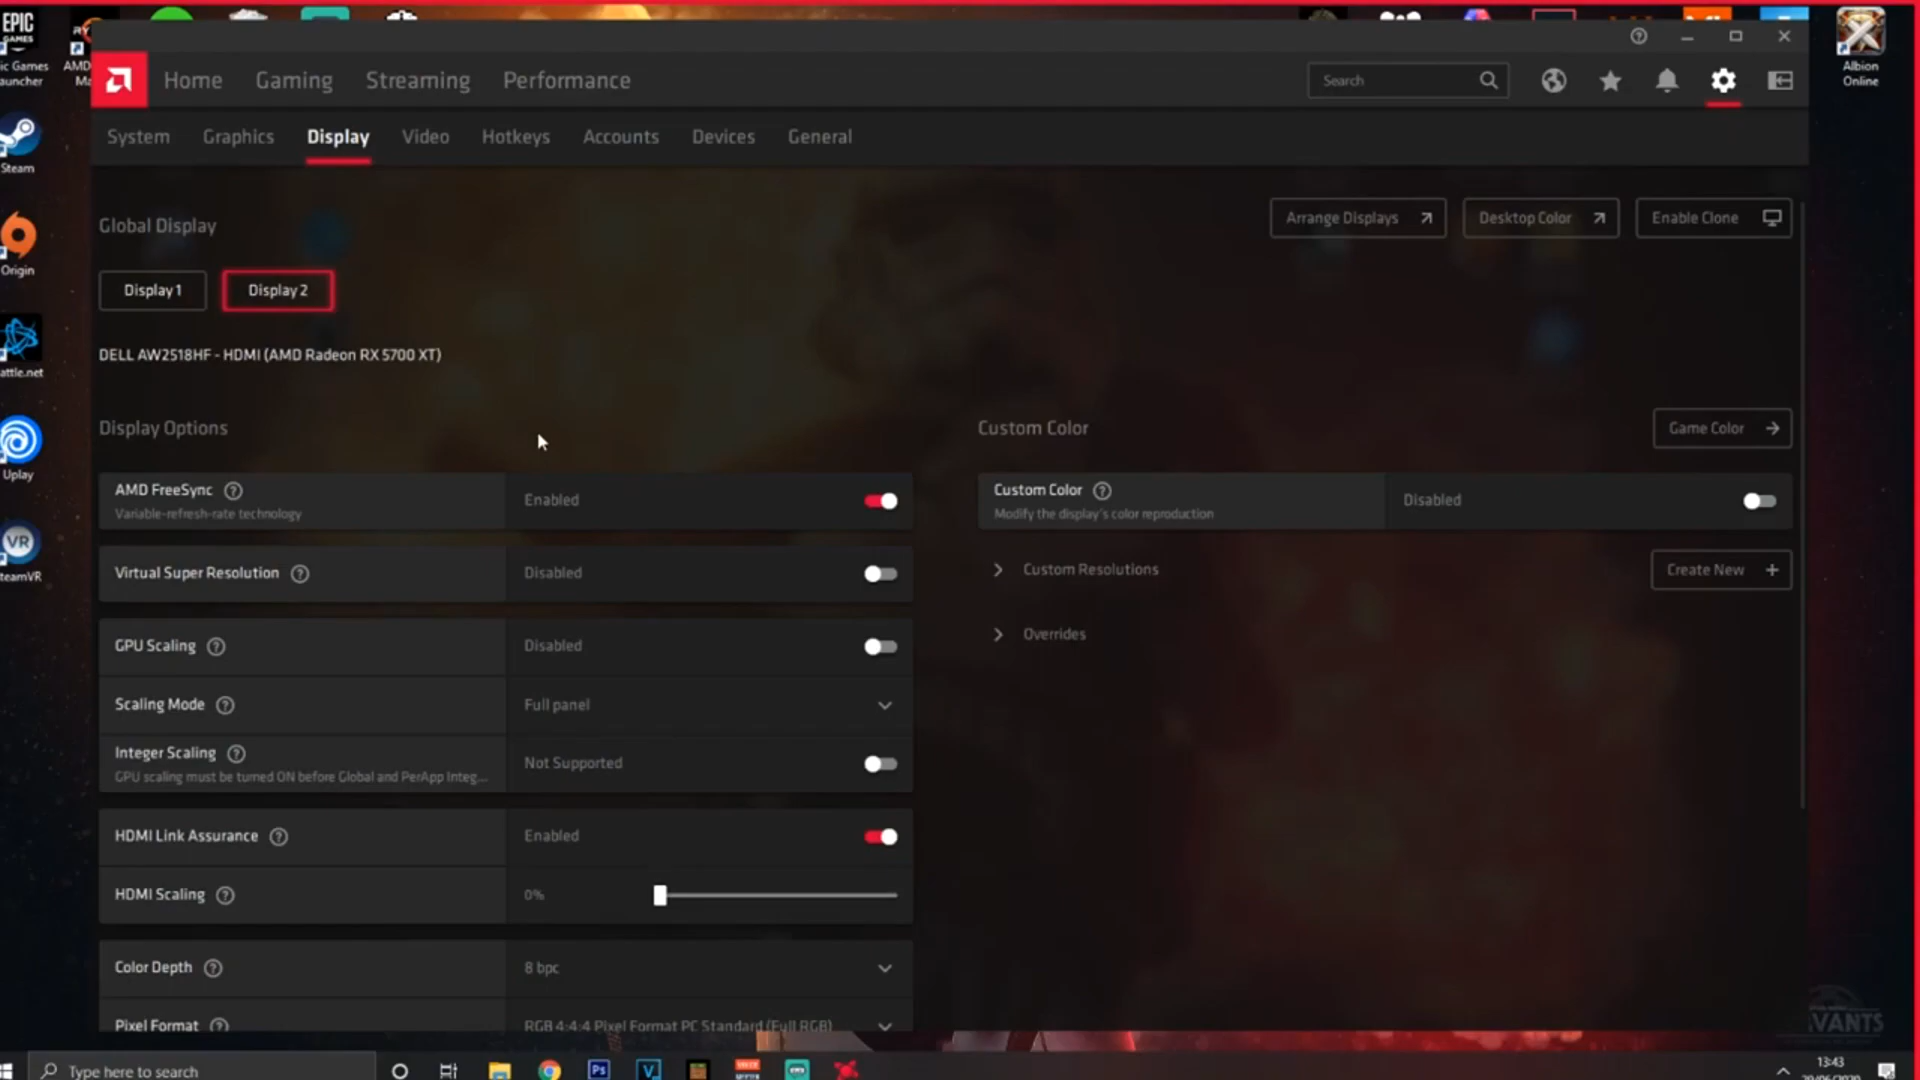 EPIC
GAMES
ic Games
auncher
RY
AMD
Ma
Albion
Online
Home
Gaming
Streaming
Performance
Search
System
Graphics
Display
Video
Hotkeys
Accounts
Devices
General
Steam
Origin
attle.net
Uplay
VR
teamVR
Global Display
Arrange Displays
Desktop Color
Enable Clone
Display 1
Display 2
DELL AW2518HF - HDMI (AMD Radeon RX 5700 XT)
Display Options
AMD FreeSync
Variable-refresh-rate technology
Enabled
Virtual Super Resolution
Disabled
GPU Scaling
Disabled
Scaling Mode
Full panel
Integer Scaling
GPU scaling must be turned ON before Global and PerApp Integ...
Not Supported
HDMI Link Assurance
Enabled
HDMI Scaling
0%
Color Depth
8 bpc
Pixel Format
RGB 4:4:4 Pixel Format PC Standard (Full RGB)
Custom Color
Game Color
Custom Color
Modify the display's color reproduction
Disabled
Custom Resolutions
Create New
Overrides
VANTS
Type here to search
Ps
13:43